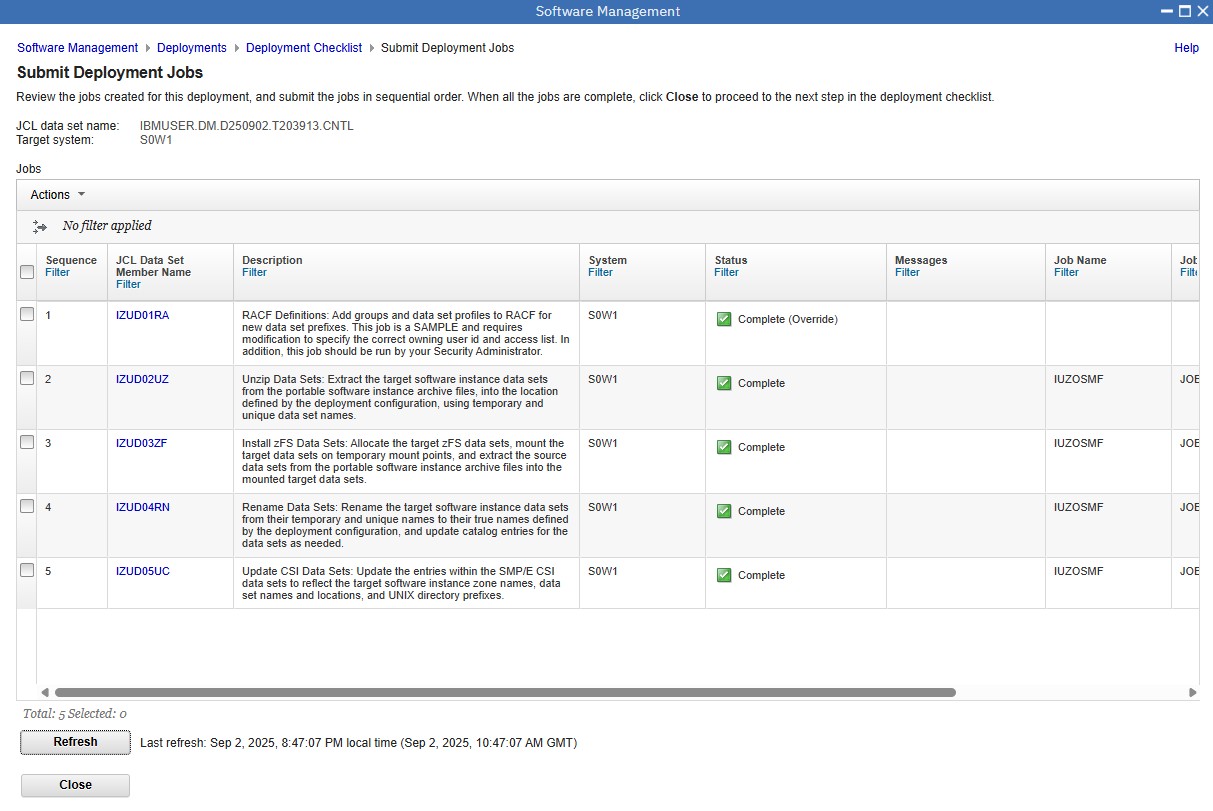 Software Management
Software Management Deployments Deployment Checklist Submit Deployment Jobs Help
Submit Deployment Jobs
Review the jobs created for this deployment, and submit the jobs in sequential order. When all the jobs are complete, click Close to proceed to the next step in the deployment checklist.
JCL data set name: IBMUSER.DM.D250902.T203913.CNTL
Target system: S0W1
Jobs
Actions
No filter applied
Sequence
Filter
JCL Data Set
Member Name
Filter
Description
Filter
System
Filter
Status
Filter
Messages
Filter
Job Name
Filter
Job
Filte
1
IZUD01RA
RACF Definitions: Add groups and data set profiles to RACF for
new data set prefixes. This job is a SAMPLE and requires
modification to specify the correct owning user id and access list. In
addition, this job should be run by your Security Administrator.
S0W1
Complete (Override)
2
IZUD02UZ
Unzip Data Sets: Extract the target software instance data sets
from the portable software instance archive files, into the location
defined by the deployment configuration, using temporary and
unique data set names.
S0W1
Complete
IUZOSMF
JOB
3
IZUD03ZF
Install zFS Data Sets: Allocate the target zFS data sets, mount the
target data sets on temporary mount points, and extract the source
data sets from the portable software instance archive files into the
mounted target data sets.
S0W1
Complete
IUZOSMF
JOB
4
IZUD04RN
Rename Data Sets: Rename the target software instance data sets
from their temporary and unique names to their true names defined
by the deployment configuration, and update catalog entries for the
data sets as needed.
S0W1
Complete
IUZOSMF
JOB
5
IZUD05UC
Update CSI Data Sets: Update the entries within the SMP/E CSI
data sets to reflect the target software instance zone names, data
set names and locations, and UNIX directory prefixes.
S0W1
Complete
IUZOSMF
JOB
Total: 5 Selected: 0
Refresh Last refresh: Sep 2, 2025, 8:47:07 PM local time (Sep 2, 2025, 10:47:07 AM GMT)
Close